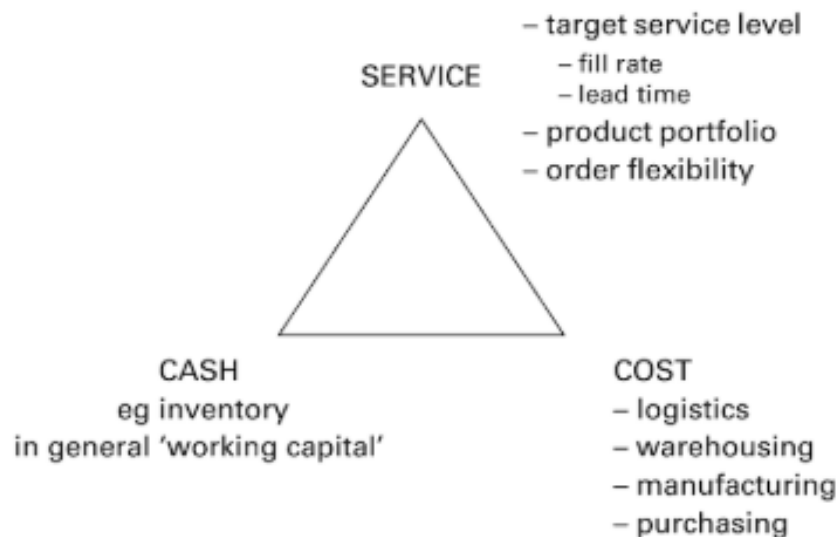 – target service level
– fill rate
– lead time
SERVICE
– product portfolio
– order flexibility
CASH
eg inventory
in general ‘working capital’
COST
– logistics
– warehousing
– manufacturing
– purchasing